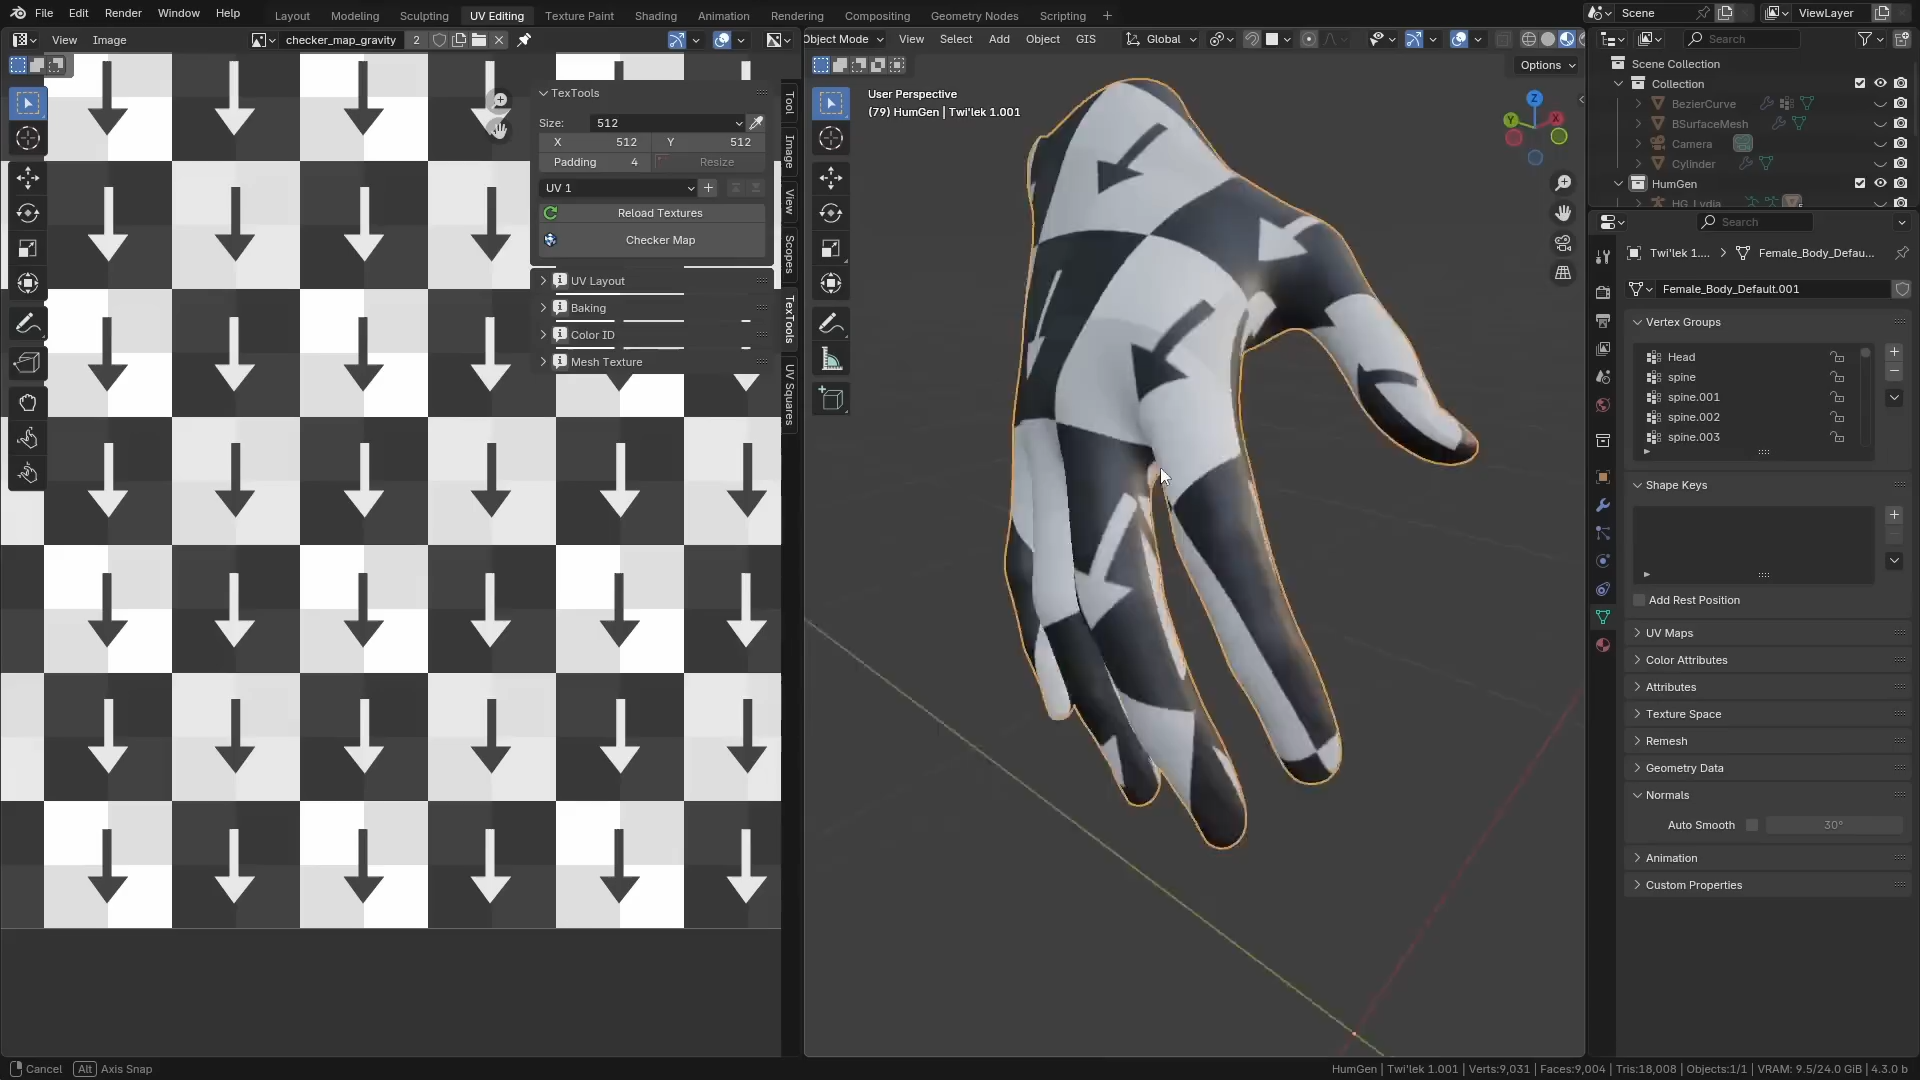 File Edit Render Window Help Layout Modeling Sculpting UV Editing Texture Paint Shading Animation Rendering Compositing Geometry Nodes Scripting + Scene ViewLayer
View Image checker_map_gravity 2
Object Mode View Select Add Object GIS Global
Search
Options
TexTools
Size: 512
X 512 Y 512
Padding 4 Resize
UV 1
Reload Textures
Checker Map
UV Layout
Baking
Color ID
Mesh Texture
Tool
Image
View
Scopes
TexTools
UV Squares
User Perspective
(79) HumGen | Twi'lek 1.001
Z
Y
X
Scene Collection
Collection
BezierCurve
BSurfaceMesh
Camera
Cylinder
HumGen
HG_Lydia
Search
Twi'lek 1.... Female_Body_Defau...
Female_Body_Default.001
Vertex Groups
Head
spine
spine.001
spine.002
spine.003
Shape Keys
Add Rest Position
UV Maps
Color Attributes
Attributes
Texture Space
Remesh
Geometry Data
Normals
Auto Smooth 30°
Animation
Custom Properties
Cancel Alt Axis Snap
HumGen | Twi'lek 1.001 | Verts:9,031 | Faces:9,004 | Tris:18,008 | Objects:1/1 | VRAM: 9.5/24.0 GiB | 4.3.0 b